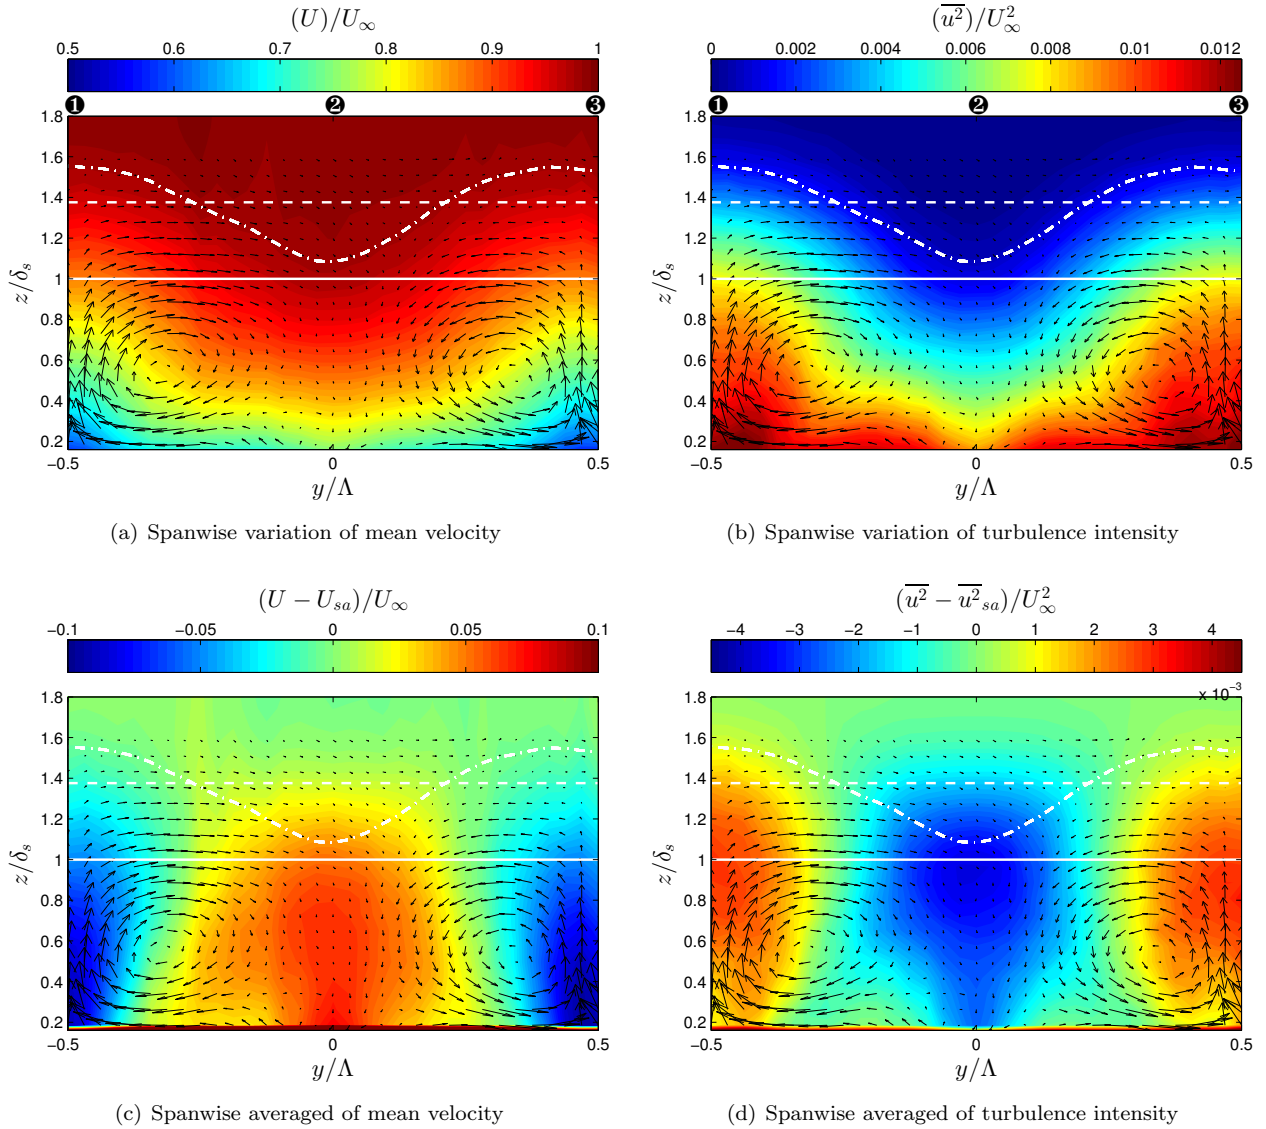 (U)/U∞
0.5 0.6 0.7 0.8 0.9 1
❶ ❷ ❸
1.8
1.6
1.4
1.2
1
0.8
0.6
0.4
0.2
z/δs
−0.5 0 0.5
y/Λ
(a) Spanwise variation of mean velocity
(u²)/U²∞
0 0.002 0.004 0.006 0.008 0.01 0.012
❶ ❷ ❸
1.8
1.6
1.4
1.2
1
0.8
0.6
0.4
0.2
z/δs
−0.5 0 0.5
y/Λ
(b) Spanwise variation of turbulence intensity
(U − Usa)/U∞
−0.1 −0.05 0 0.05 0.1
1.8
1.6
1.4
1.2
1
0.8
0.6
0.4
0.2
z/δs
−0.5 0 0.5
y/Λ
(c) Spanwise averaged of mean velocity
(u² − u²sa)/U²∞
−4 −3 −2 −1 0 1 2 3 4
x 10⁻³
1.8
1.6
1.4
1.2
1
0.8
0.6
0.4
0.2
z/δs
−0.5 0 0.5
y/Λ
(d) Spanwise averaged of turbulence intensity